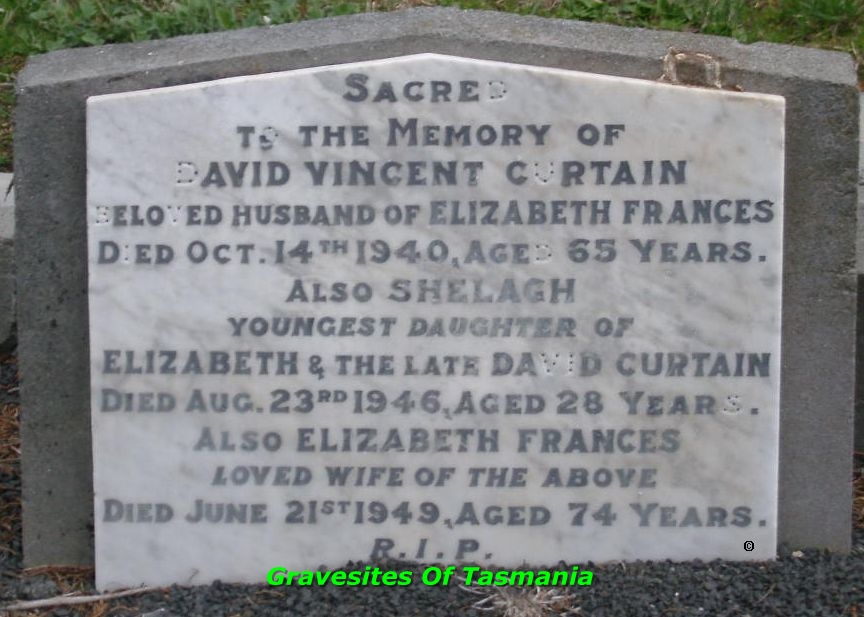 SACRED
TO THE MEMORY OF
DAVID VINCENT CURTAIN
BELOVED HUSBAND OF ELIZABETH FRANCES
DIED OCT. 14TH 1940, AGED 65 YEARS.
ALSO SHELAGH
YOUNGEST DAUGHTER OF
ELIZABETH & THE LATE DAVID CURTAIN
DIED AUG. 23RD 1946, AGED 28 YEARS.
ALSO ELIZABETH FRANCES
LOVED WIFE OF THE ABOVE
DIED JUNE 21ST 1949, AGED 74 YEARS.
R.I.P.
©
Gravesites Of Tasmania